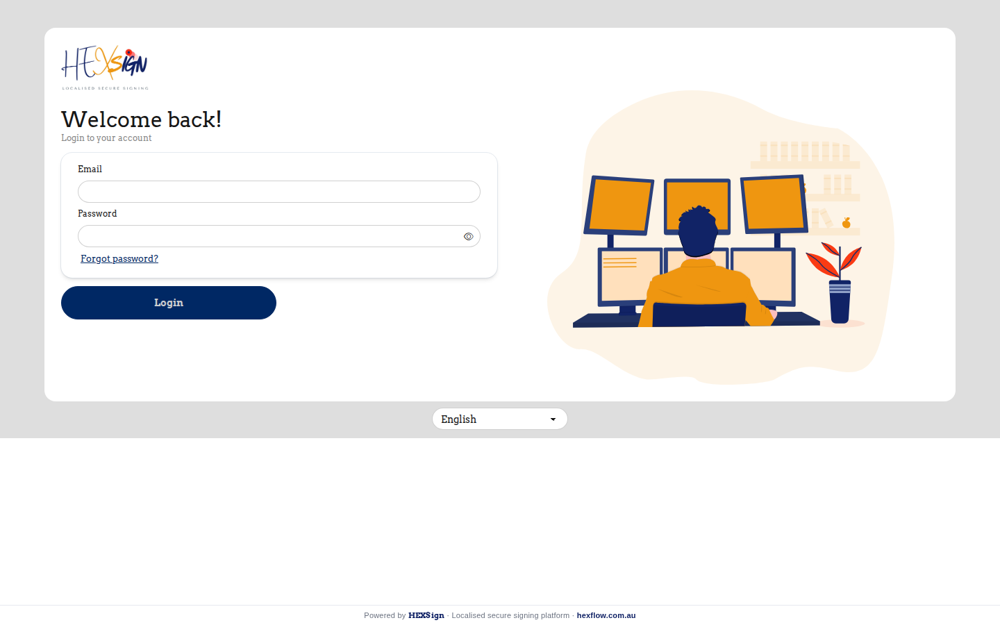 HEXSiGN
LOCALISED SECURE SIGNING
Welcome back!
Login to your account
Email
Password
Forgot password?
Login
English
Powered by HEXSign · Localised secure signing platform · hexflow.com.au